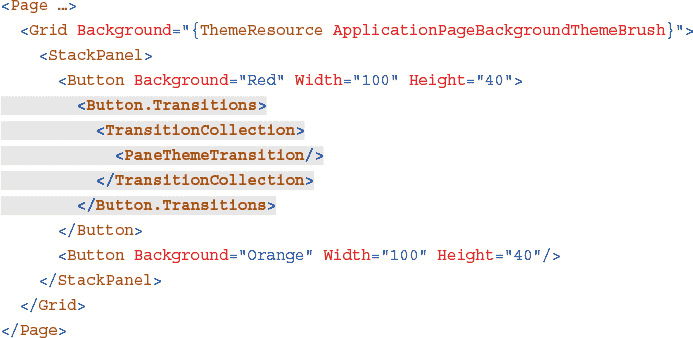 <Page …>
  <Grid Background="{ThemeResource ApplicationPageBackgroundThemeBrush}">
    <StackPanel>
      <Button Background="Red" Width="100" Height="40">
        <Button.Transitions>
          <TransitionCollection>
            <PaneThemeTransition/>
          </TransitionCollection>
        </Button.Transitions>
      </Button>
      <Button Background="Orange" Width="100" Height="40"/>
    </StackPanel>
  </Grid>
</Page>